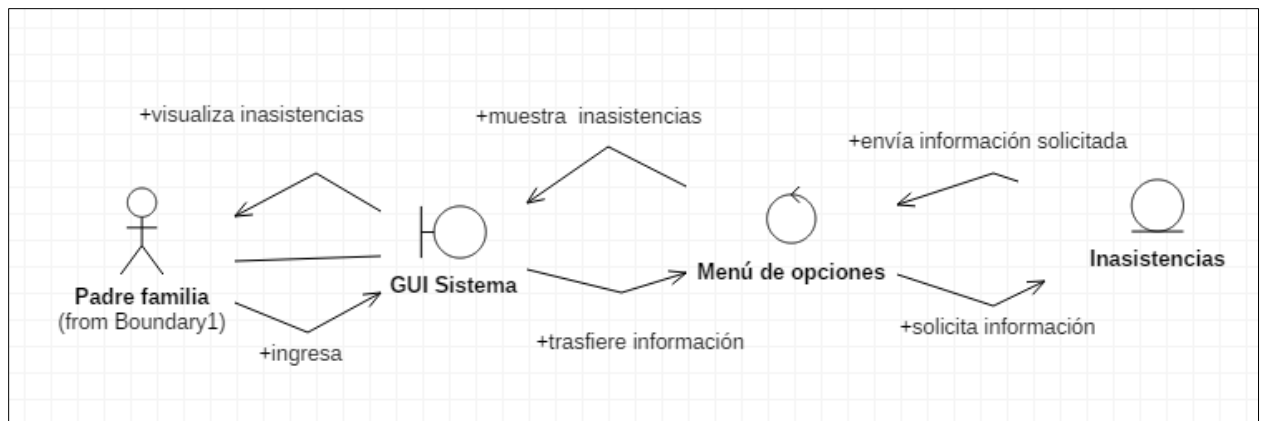 +visualiza inasistencias
+muestra  inasistencias
+envía información solicitada
Padre familia
(from Boundary1)
GUI Sistema
Menú de opciones
Inasistencias
+ingresa
+trasfiere información
+solicita información